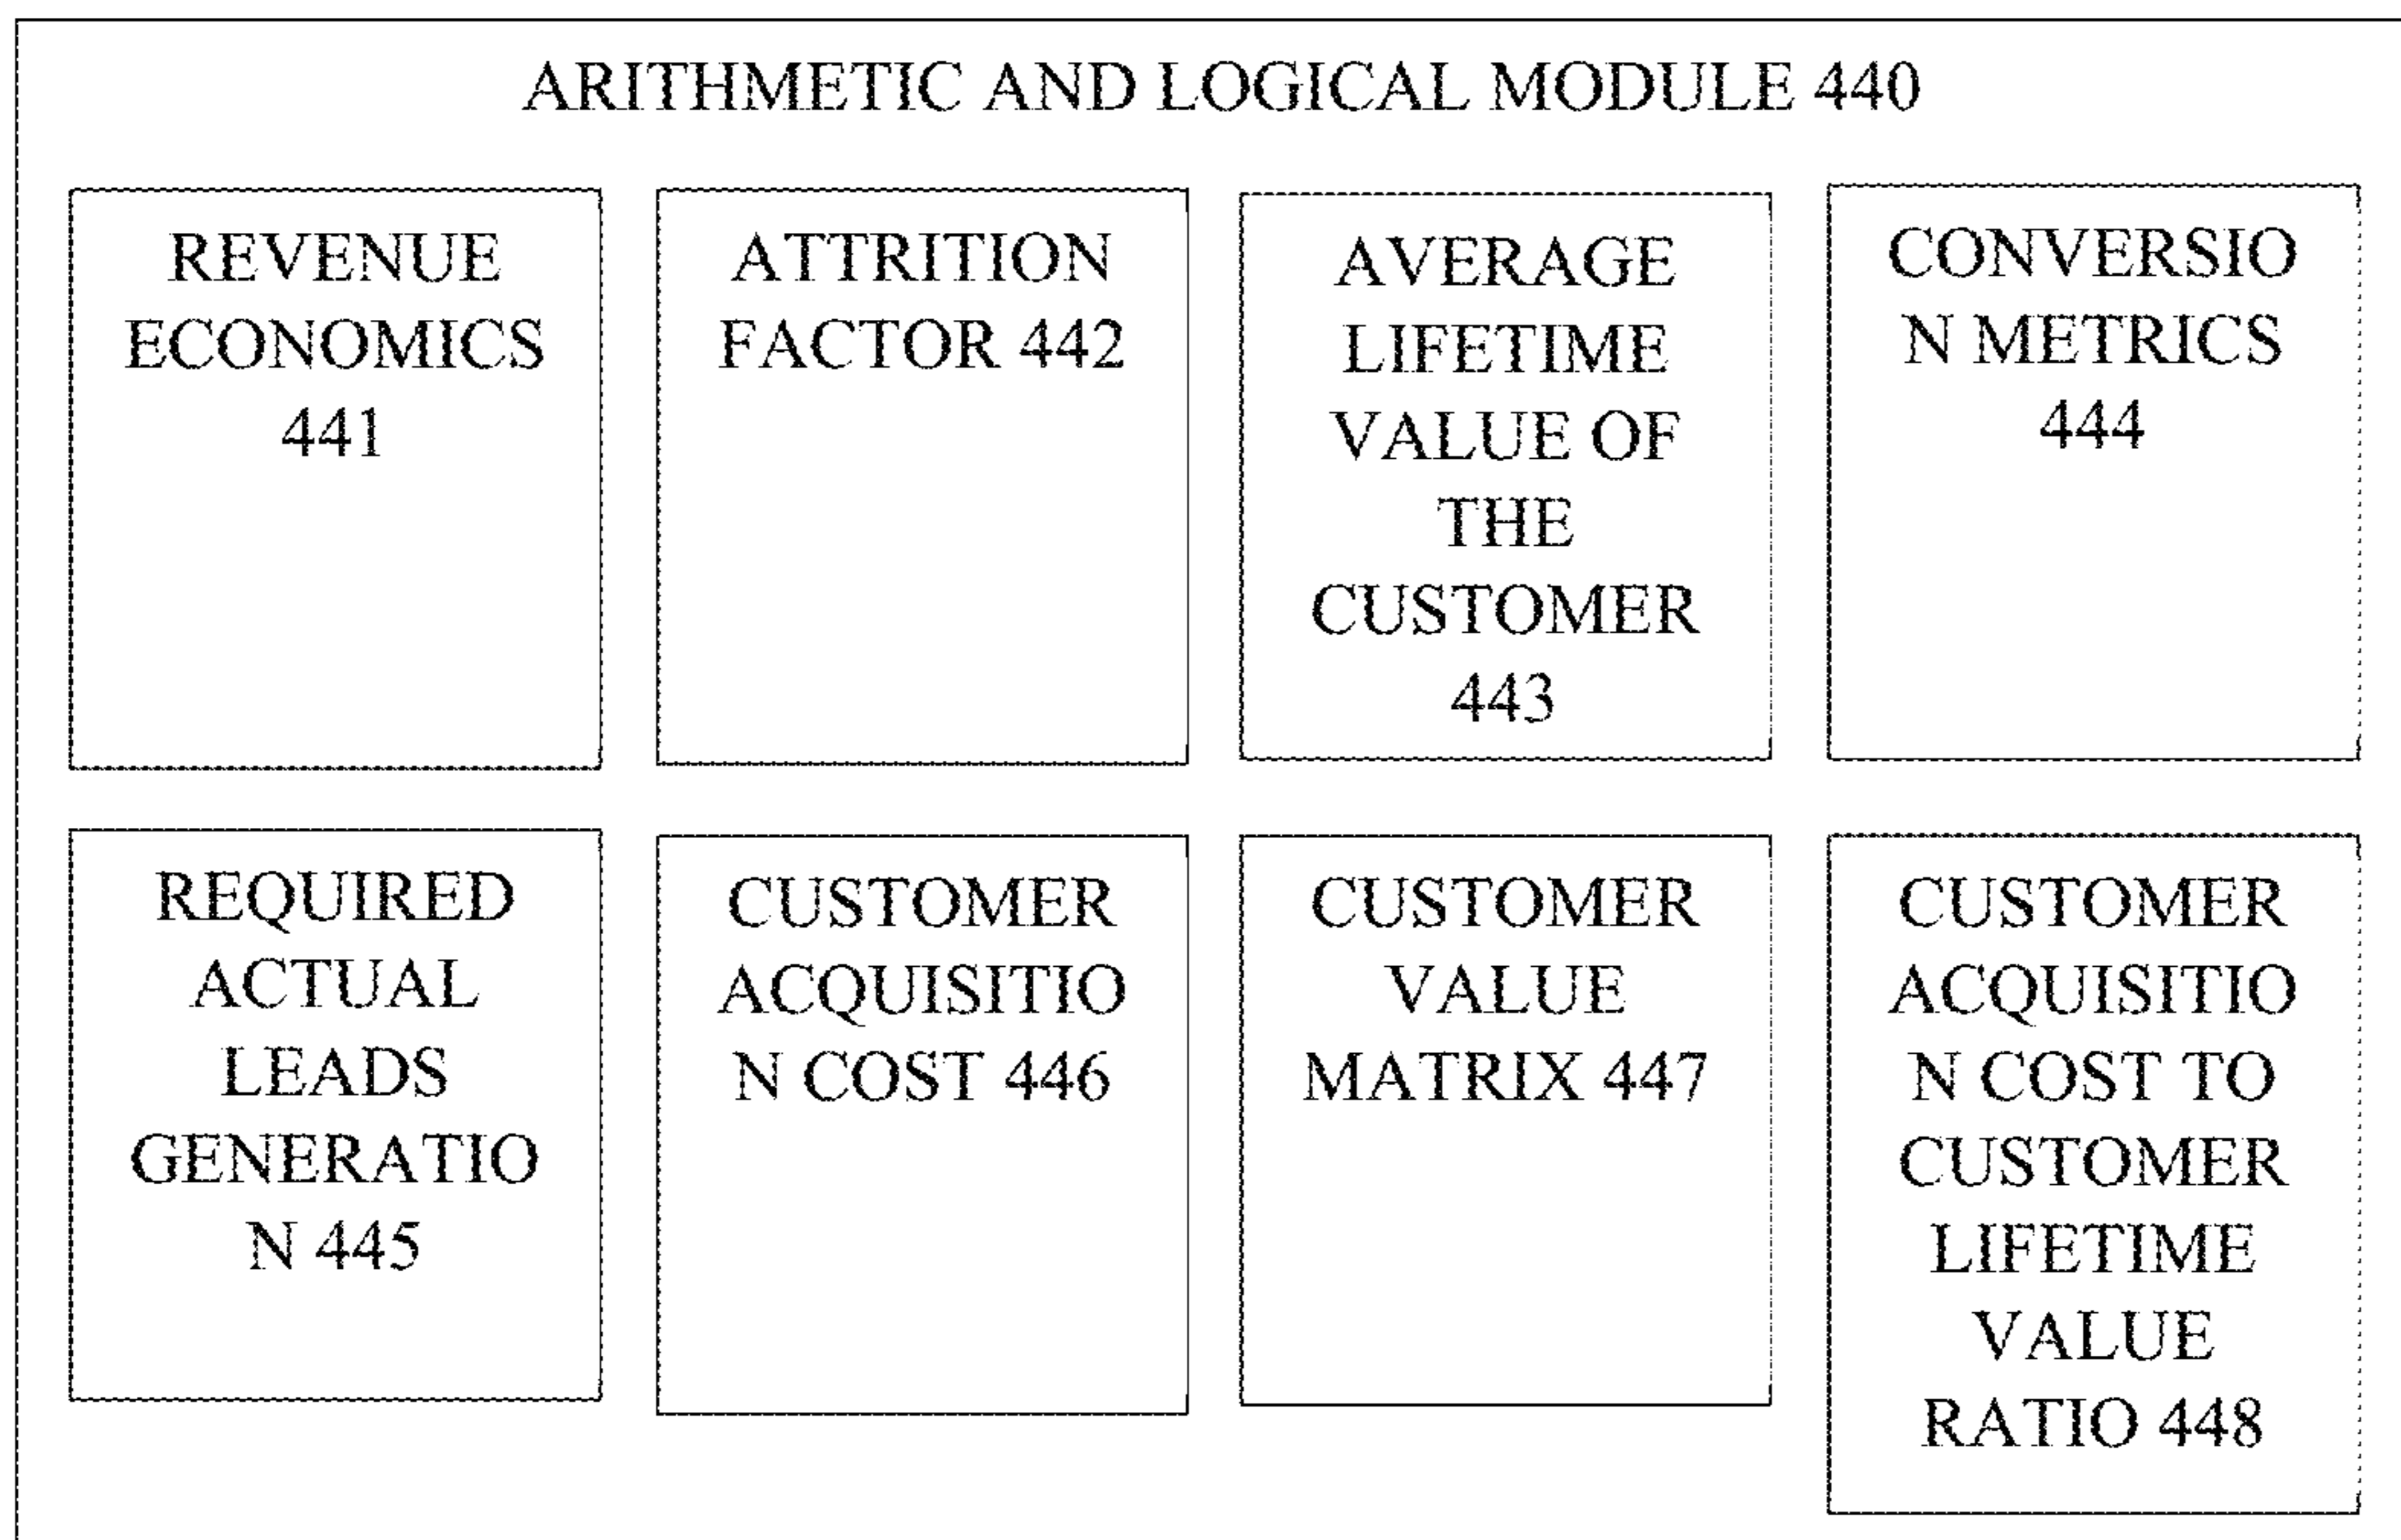 ARITHMETIC AND LOGICAL MODULE 440
REVENUE
ECONOMICS
441
ATTRITION
FACTOR 442
AVERAGE
LIFETIME
VALUE OF
THE
CUSTOMER
443
CONVERSIO
N METRICS
444
REQUIRED
ACTUAL
LEADS
GENERATIO
N 445
CUSTOMER
ACQUISITIO
N COST 446
CUSTOMER
VALUE
MATRIX 447
CUSTOMER
ACQUISITIO
N COST TO
CUSTOMER
LIFETIME
VALUE
RATIO 448